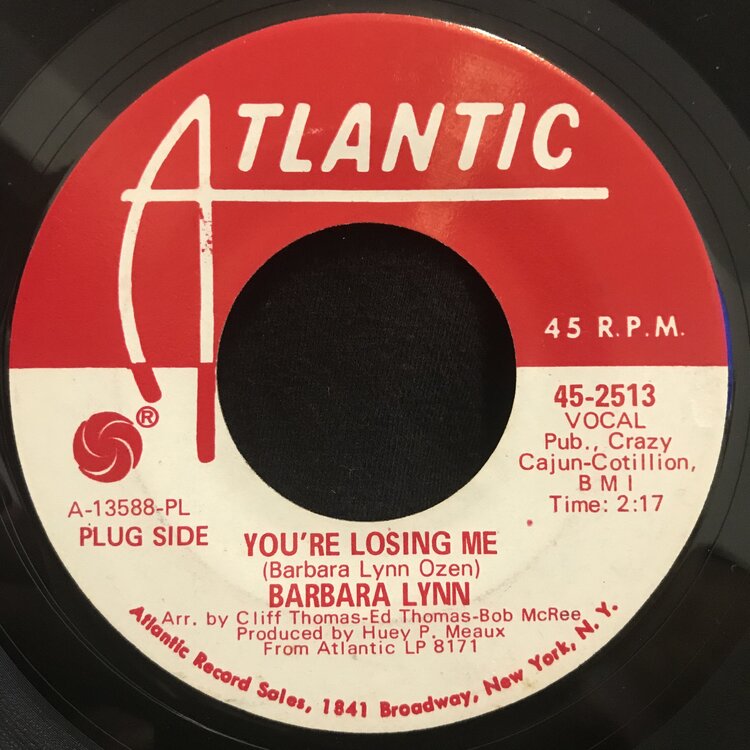 ATLANTIC
45 R.P.M.
®
45-2513
VOCAL
Pub., Crazy
Cajun-Cotillion,
B M I
Time: 2:17
A-13588-PL
PLUG SIDE
YOU'RE LOSING ME
(Barbara Lynn Ozen)
BARBARA LYNN
Arr. by Cliff Thomas-Ed Thomas-Bob McRee
Produced by Huey P. Meaux
From Atlantic LP 8171
Atlantic Record Sales, 1841 Broadway, New York, N. Y.